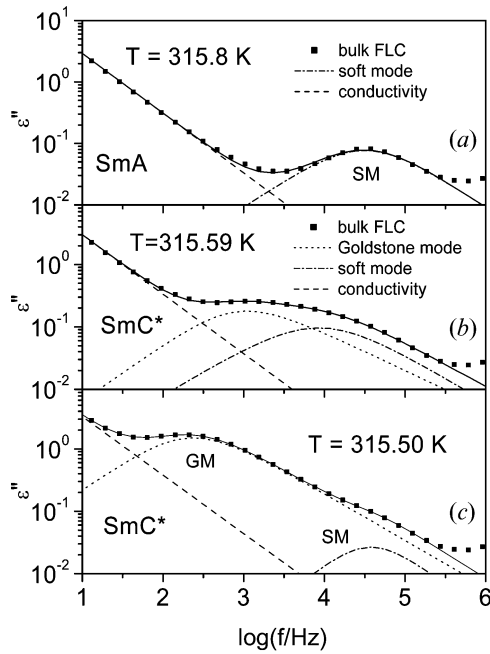 10¹
10⁰
10⁻¹
10⁻²
ε"
T = 315.8 K
bulk FLC
soft mode
conductivity
(a)
SmA
SM
10⁰
10⁻¹
10⁻²
ε"
T=315.59 K
bulk FLC
Goldstone mode
soft mode
conductivity
(b)
SmC*
10⁰
10⁻¹
10⁻²
ε"
T = 315.50 K
GM
(c)
SmC*
SM
1 2 3 4 5 6
log(f/Hz)